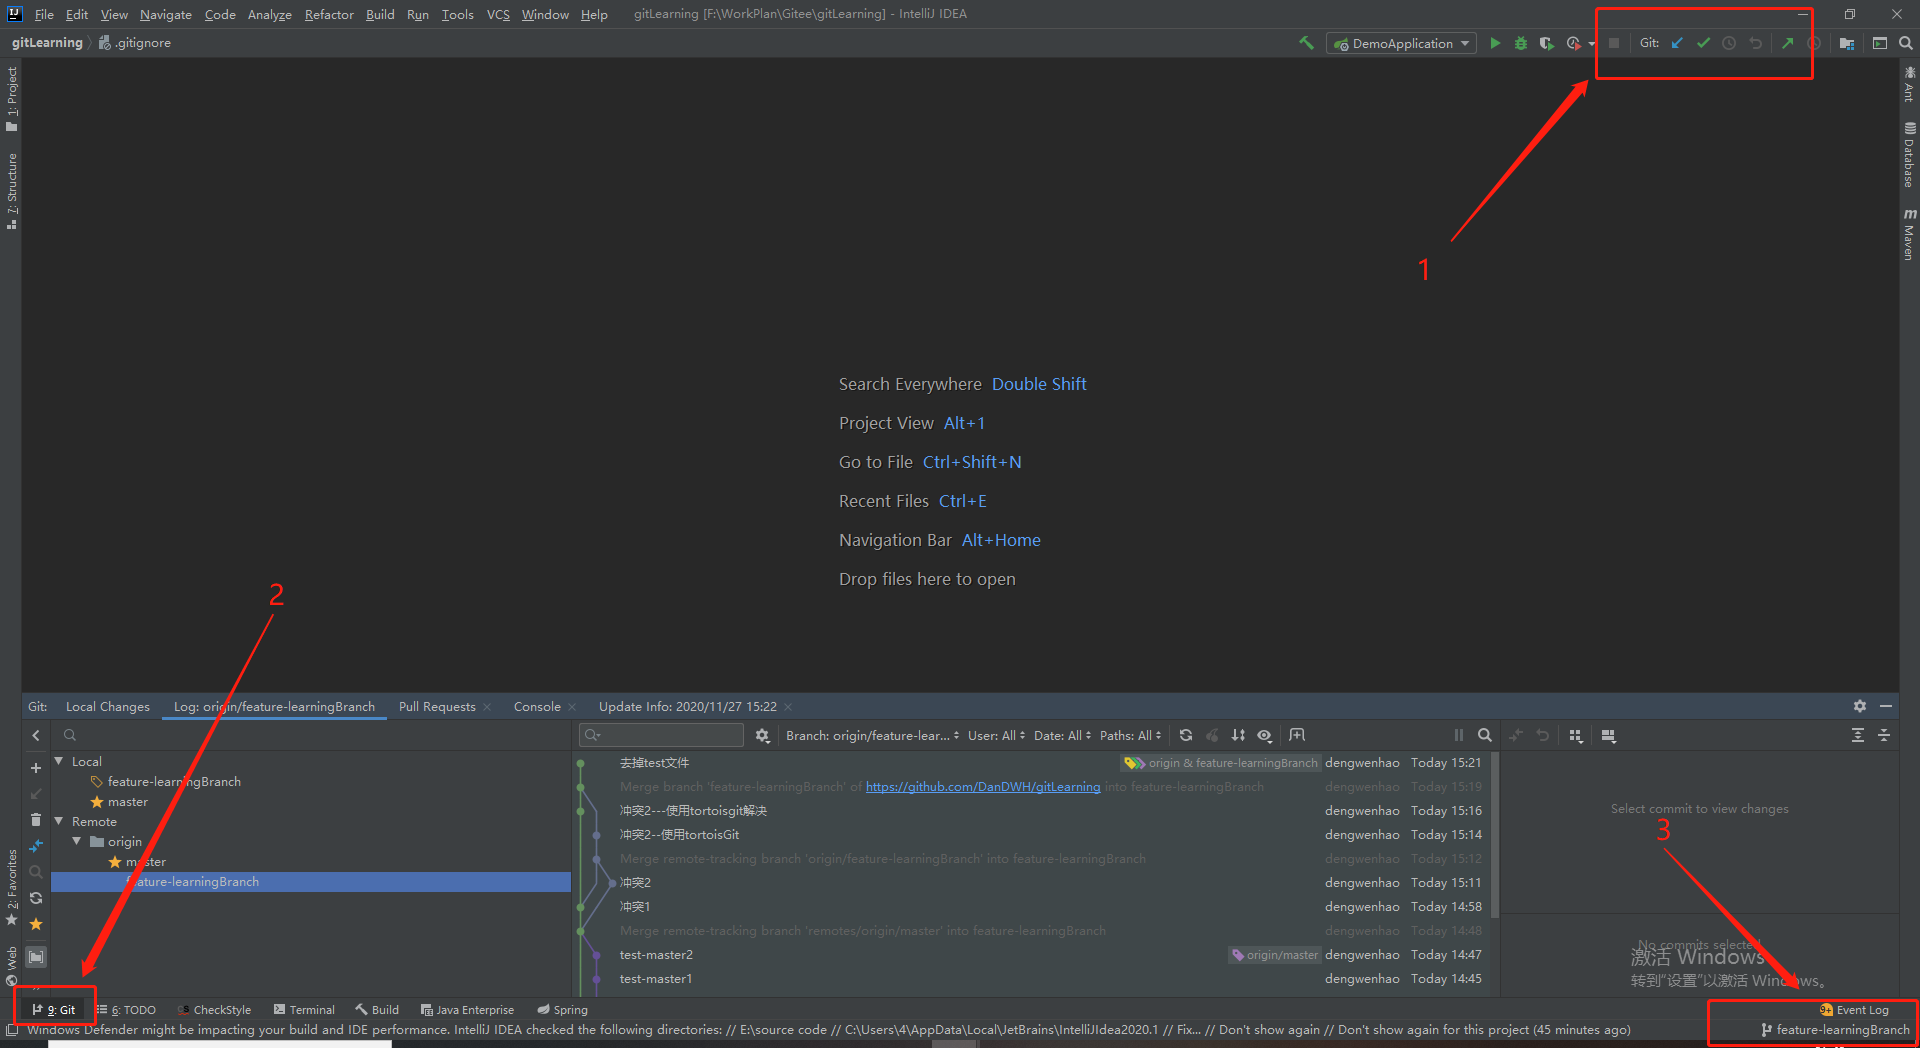 File Edit View Navigate Code Analyze Refactor Build Run Tools VCS Window Help gitLearning [F:\WorkPlan\Gitee\gitLearning] - IntelliJ IDEA
gitLearning .gitignore DemoApplication Git:
1: Project
7: Structure
2: Favorites
Web
Ant
Database
m Maven
1
Search Everywhere Double Shift
Project View Alt+1
Go to File Ctrl+Shift+N
Recent Files Ctrl+E
Navigation Bar Alt+Home
Drop files here to open
2
Git: Local Changes Log: origin/feature-learningBranch Pull Requests Console Update Info: 2020/11/27 15:22
Branch: origin/feature-lear... User: All Date: All Paths: All
Local
feature-learningBranch
master
Remote
origin
master
feature-learningBranch
去掉test文件 origin & feature-learningBranch dengwenhao Today 15:21
Merge branch 'feature-learningBranch' of https://github.com/DanDWH/gitLearning into feature-learningBranch dengwenhao Today 15:19
冲突2---使用tortoisgit解决 dengwenhao Today 15:16
冲突2--使用tortoisGit dengwenhao Today 15:14
Merge remote-tracking branch 'origin/feature-learningBranch' into feature-learningBranch dengwenhao Today 15:12
冲突2 dengwenhao Today 15:11
冲突1 dengwenhao Today 14:58
Merge remote-tracking branch 'remotes/origin/master' into feature-learningBranch dengwenhao Today 14:48
test-master2 origin/master dengwenhao Today 14:47
test-master1 dengwenhao Today 14:45
Select commit to view changes
3
No commits selected
激活 Windows
转到"设置"以激活 Windows。
9: Git 6: TODO CheckStyle Terminal Build Java Enterprise Spring Event Log
Windows Defender might be impacting your build and IDE performance. IntelliJ IDEA checked the following directories: // E:\source code // C:\Users\4\AppData\Local\JetBrains\IntelliJIdea2020.1 // Fix... // Don't show again // Don't show again for this project (45 minutes ago) feature-learningBranch